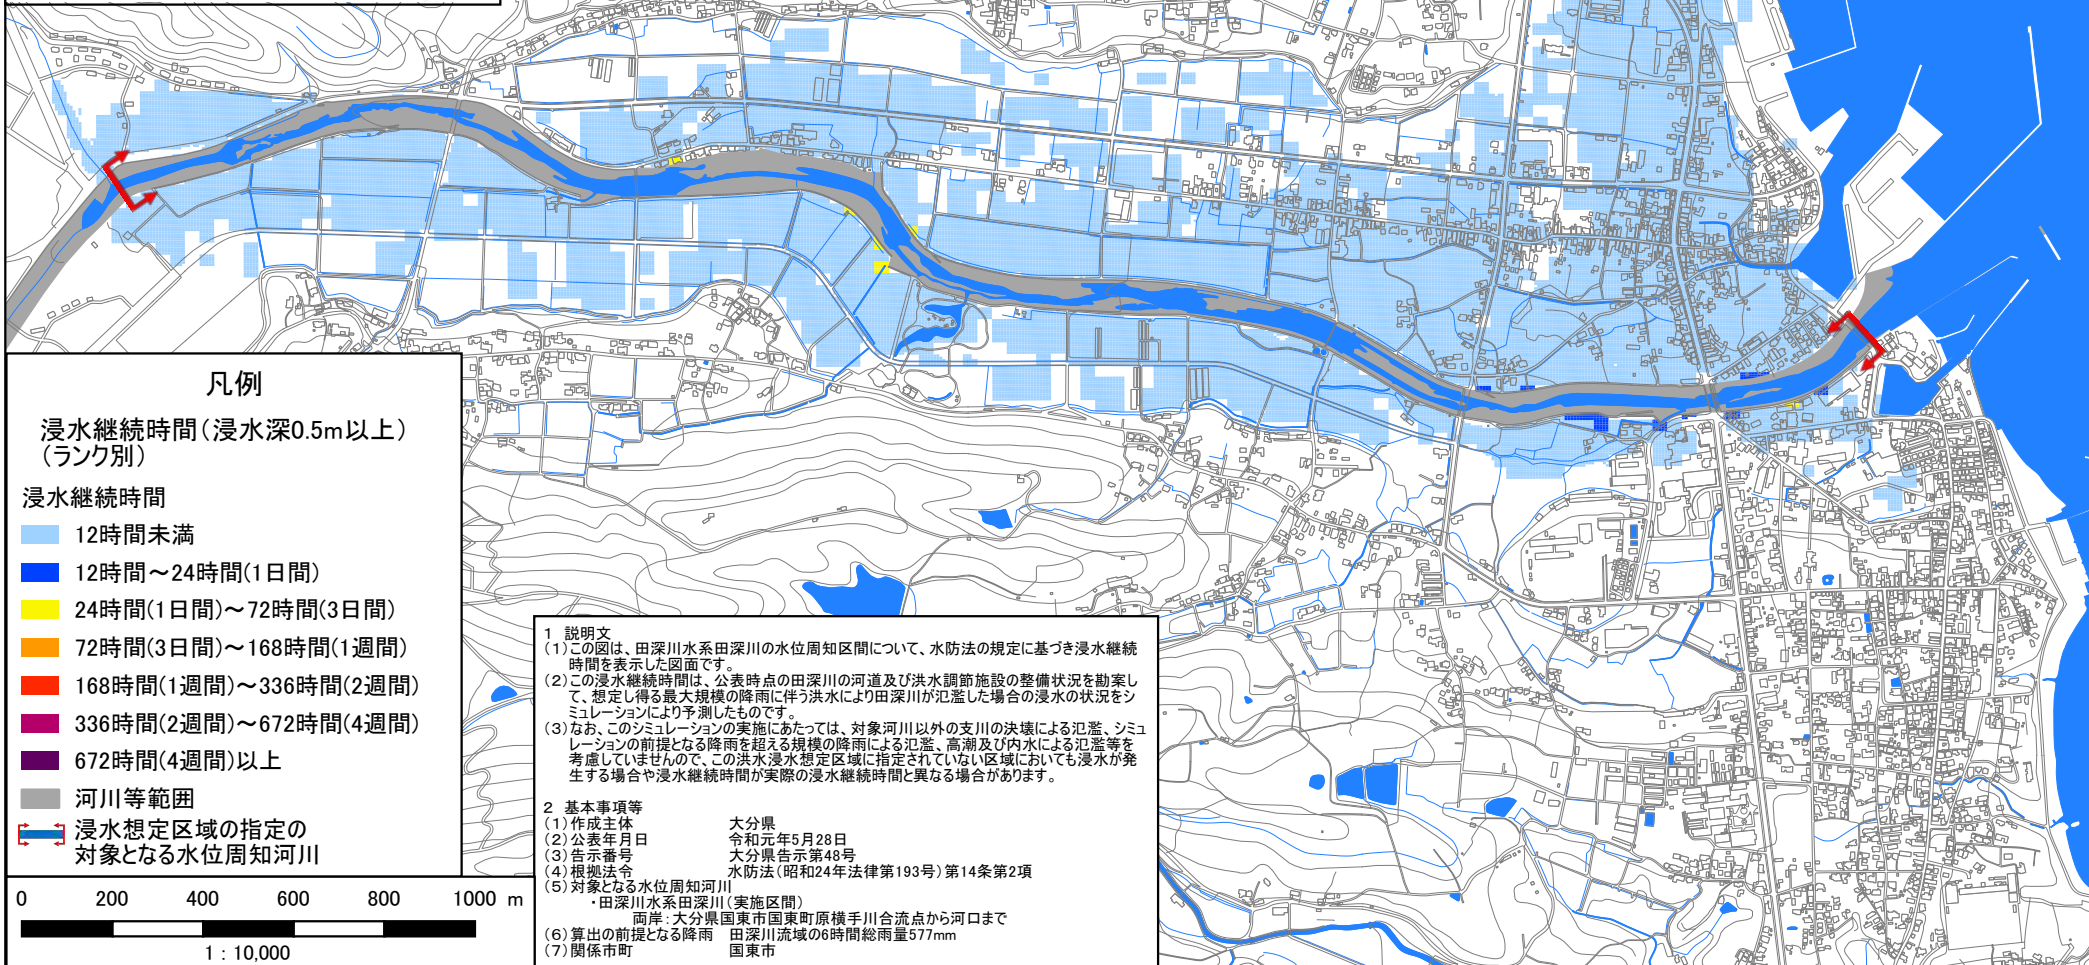 凡例
浸水継続時間(浸水深0.5m以上)
(ランク別)
浸水継続時間
12時間未満
12時間～24時間(1日間)
24時間(1日間)～72時間(3日間)
72時間(3日間)～168時間(1週間)
168時間(1週間)～336時間(2週間)
336時間(2週間)～672時間(4週間)
672時間(4週間)以上
河川等範囲
浸水想定区域の指定の
対象となる水位周知河川
0 200 400 600 800 1000 m
1：10,000
1 説明文
(1)この図は、田深川水系田深川の水位周知区間について、水防法の規定に基づき浸水継続
時間を表示した図面です。
(2)この浸水継続時間は、公表時点の田深川の河道及び洪水調節施設の整備状況を勘案し
て、想定し得る最大規模の降雨に伴う洪水により田深川が氾濫した場合の浸水の状況をシ
ミュレーションにより予測したものです。
(3)なお、このシミュレーションの実施にあたっては、対象河川以外の支川の決壊による氾濫、シミュ
レーションの前提となる降雨を超える規模の降雨による氾濫、高潮及び内水による氾濫等を
考慮していませんので、この洪水浸水想定区域に指定されていない区域においても浸水が発
生する場合や浸水継続時間が実際の浸水継続時間と異なる場合があります。
2 基本事項等
(1)作成主体 大分県
(2)公表年月日 令和元年5月28日
(3)告示番号 大分県告示第48号
(4)根拠法令 水防法(昭和24年法律第193号)第14条第2項
(5)対象となる水位周知河川
・田深川水系田深川(実施区間)
両岸：大分県国東市国東町原横手川合流点から河口まで
(6)算出の前提となる降雨 田深川流域の6時間総雨量577mm
(7)関係市町 国東市